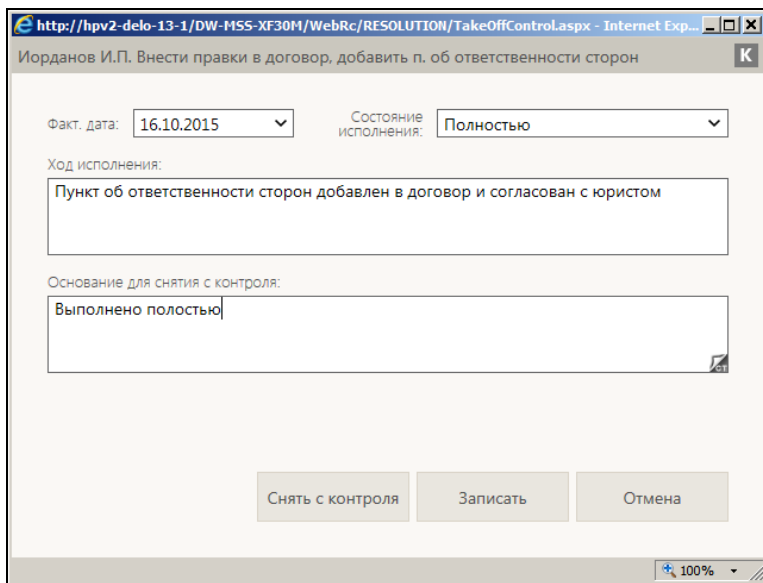 http://hpv2-delo-13-1/DW-MSS-XF30M/WebRc/RESOLUTION/TakeOffControl.aspx - Internet Exp...
Иорданов И.П. Внести правки в договор, добавить п. об ответственности сторон
К
Факт. дата: 16.10.2015 Состояние исполнения: Полностью
Ход исполнения:
Пункт об ответственности сторон добавлен в договор и согласован с юристом
Основание для снятия с контроля:
Выполнено полостью
СТ
Снять с контроля Записать Отмена
100%